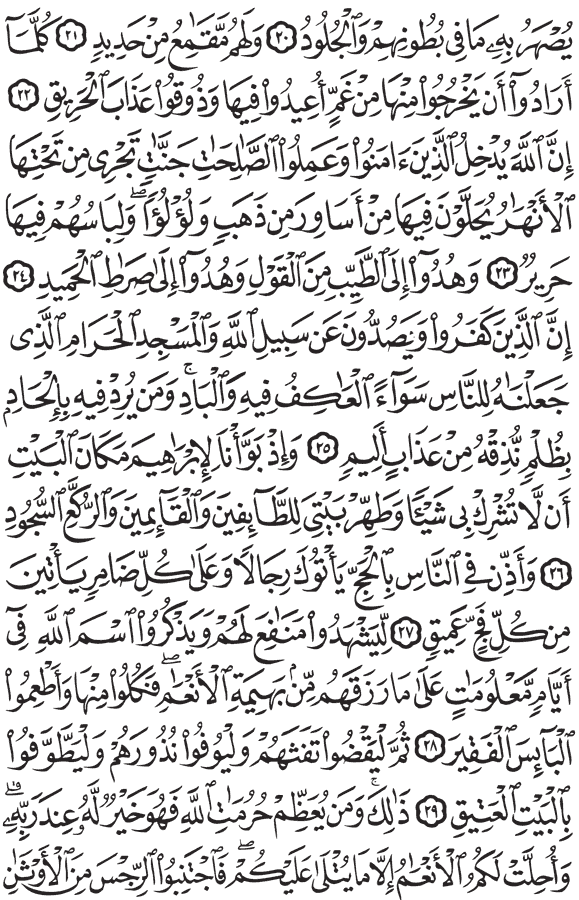 يُصْهَرُ بِهِۦ مَا فِى بُطُونِهِمْ وَٱلْجُلُودُ ٢٠ وَلَهُم مَّقَـٰمِعُ مِنْ حَدِيدٍ ٢١ كُلَّمَآ
أَرَادُوٓا۟ أَن يَخْرُجُوا۟ مِنْهَا مِنْ غَمٍّ أُعِيدُوا۟ فِيهَا وَذُوقُوا۟ عَذَابَ ٱلْحَرِيقِ ٢٢
إِنَّ ٱللَّهَ يُدْخِلُ ٱلَّذِينَ ءَامَنُوا۟ وَعَمِلُوا۟ ٱلصَّـٰلِحَـٰتِ جَنَّـٰتٍ تَجْرِى مِن تَحْتِهَا
ٱلْأَنْهَـٰرُ يُحَلَّوْنَ فِيهَا مِنْ أَسَاوِرَ مِن ذَهَبٍ وَلُؤْلُؤًا ۖ وَلِبَاسُهُمْ فِيهَا
حَرِيرٌ ٢٣ وَهُدُوٓا۟ إِلَى ٱلطَّيِّبِ مِنَ ٱلْقَوْلِ وَهُدُوٓا۟ إِلَىٰ صِرَٰطِ ٱلْحَمِيدِ ٢٤
إِنَّ ٱلَّذِينَ كَفَرُوا۟ وَيَصُدُّونَ عَن سَبِيلِ ٱللَّهِ وَٱلْمَسْجِدِ ٱلْحَرَامِ ٱلَّذِى
جَعَلْنَـٰهُ لِلنَّاسِ سَوَآءً ٱلْعَـٰكِفُ فِيهِ وَٱلْبَادِ ۚ وَمَن يُرِدْ فِيهِ بِإِلْحَادٍۭ
بِظُلْمٍ نُّذِقْهُ مِنْ عَذَابٍ أَلِيمٍ ٢٥ وَإِذْ بَوَّأْنَا لِإِبْرَٰهِيمَ مَكَانَ ٱلْبَيْتِ
أَن لَّا تُشْرِكْ بِى شَيْـًٔا وَطَهِّرْ بَيْتِىَ لِلطَّآئِفِينَ وَٱلْقَآئِمِينَ وَٱلرُّكَّعِ ٱلسُّجُودِ
٢٦ وَأَذِّن فِى ٱلنَّاسِ بِٱلْحَجِّ يَأْتُوكَ رِجَالًا وَعَلَىٰ كُلِّ ضَامِرٍ يَأْتِينَ
مِن كُلِّ فَجٍّ عَمِيقٍ ٢٧ لِّيَشْهَدُوا۟ مَنَـٰفِعَ لَهُمْ وَيَذْكُرُوا۟ ٱسْمَ ٱللَّهِ فِىٓ
أَيَّامٍ مَّعْلُومَـٰتٍ عَلَىٰ مَا رَزَقَهُم مِّنۢ بَهِيمَةِ ٱلْأَنْعَـٰمِ ۖ فَكُلُوا۟ مِنْهَا وَأَطْعِمُوا۟
ٱلْبَآئِسَ ٱلْفَقِيرَ ٢٨ ثُمَّ لْيَقْضُوا۟ تَفَثَهُمْ وَلْيُوفُوا۟ نُذُورَهُمْ وَلْيَطَّوَّفُوا۟
بِٱلْبَيْتِ ٱلْعَتِيقِ ٢٩ ذَٰلِكَ ۚ وَمَن يُعَظِّمْ حُرُمَـٰتِ ٱللَّهِ فَهُوَ خَيْرٌ لَّهُۥ عِندَ رَبِّهِۦ ۗ
وَأُحِلَّتْ لَكُمُ ٱلْأَنْعَـٰمُ إِلَّا مَا يُتْلَىٰ عَلَيْكُمْ ۖ فَٱجْتَنِبُوا۟ ٱلرِّجْسَ مِنَ ٱلْأَوْثَـٰنِ